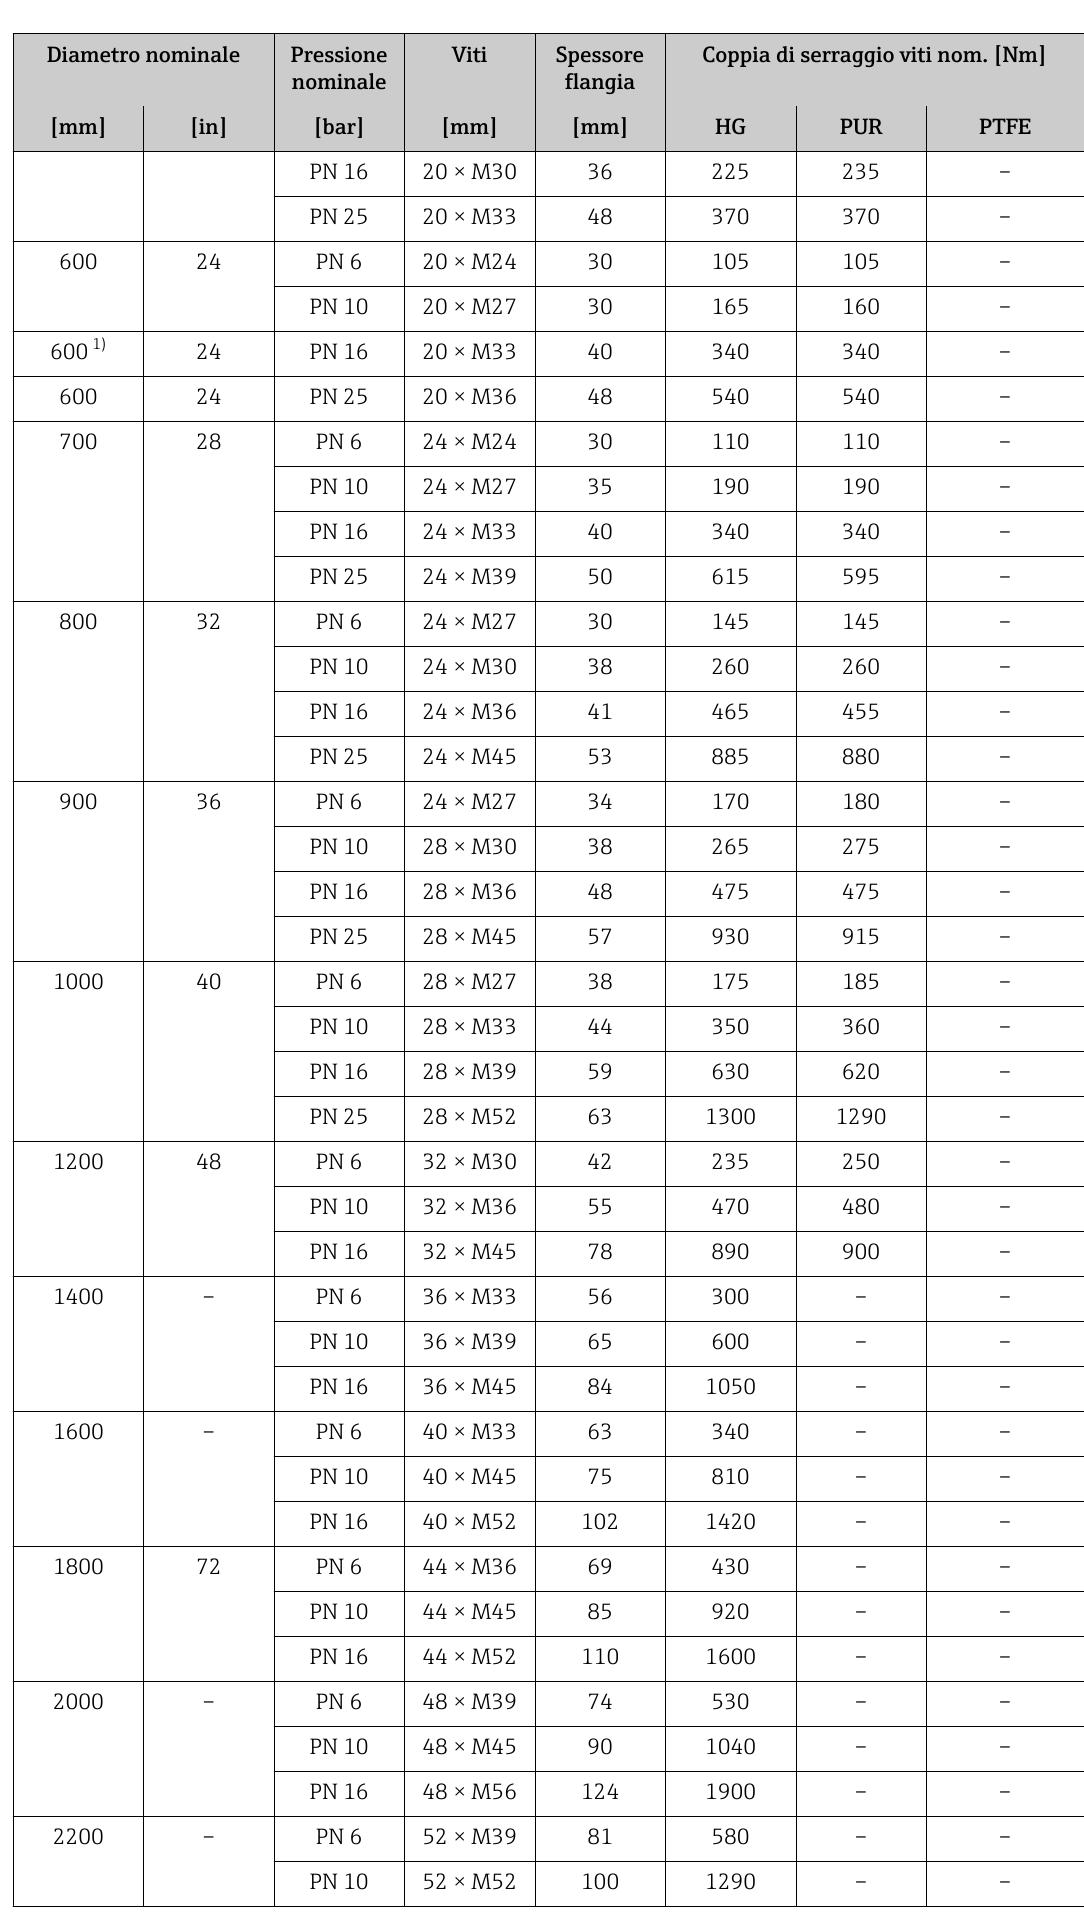 Diametro nominale Pressione nominale Viti Spessore flangia Coppia di serraggio viti nom. [Nm]
[mm] [in] [bar] [mm] [mm] HG PUR PTFE
PN 16 20 × M30 36 225 235 –
PN 25 20 × M33 48 370 370 –
600 24 PN 6 20 × M24 30 105 105 –
PN 10 20 × M27 30 165 160 –
600 1) 24 PN 16 20 × M33 40 340 340 –
600 24 PN 25 20 × M36 48 540 540 –
700 28 PN 6 24 × M24 30 110 110 –
PN 10 24 × M27 35 190 190 –
PN 16 24 × M33 40 340 340 –
PN 25 24 × M39 50 615 595 –
800 32 PN 6 24 × M27 30 145 145 –
PN 10 24 × M30 38 260 260 –
PN 16 24 × M36 41 465 455 –
PN 25 24 × M45 53 885 880 –
900 36 PN 6 24 × M27 34 170 180 –
PN 10 28 × M30 38 265 275 –
PN 16 28 × M36 48 475 475 –
PN 25 28 × M45 57 930 915 –
1000 40 PN 6 28 × M27 38 175 185 –
PN 10 28 × M33 44 350 360 –
PN 16 28 × M39 59 630 620 –
PN 25 28 × M52 63 1300 1290 –
1200 48 PN 6 32 × M30 42 235 250 –
PN 10 32 × M36 55 470 480 –
PN 16 32 × M45 78 890 900 –
1400 – PN 6 36 × M33 56 300 – –
PN 10 36 × M39 65 600 – –
PN 16 36 × M45 84 1050 – –
1600 – PN 6 40 × M33 63 340 – –
PN 10 40 × M45 75 810 – –
PN 16 40 × M52 102 1420 – –
1800 72 PN 6 44 × M36 69 430 – –
PN 10 44 × M45 85 920 – –
PN 16 44 × M52 110 1600 – –
2000 – PN 6 48 × M39 74 530 – –
PN 10 48 × M45 90 1040 – –
PN 16 48 × M56 124 1900 – –
2200 – PN 6 52 × M39 81 580 – –
PN 10 52 × M52 100 1290 – –